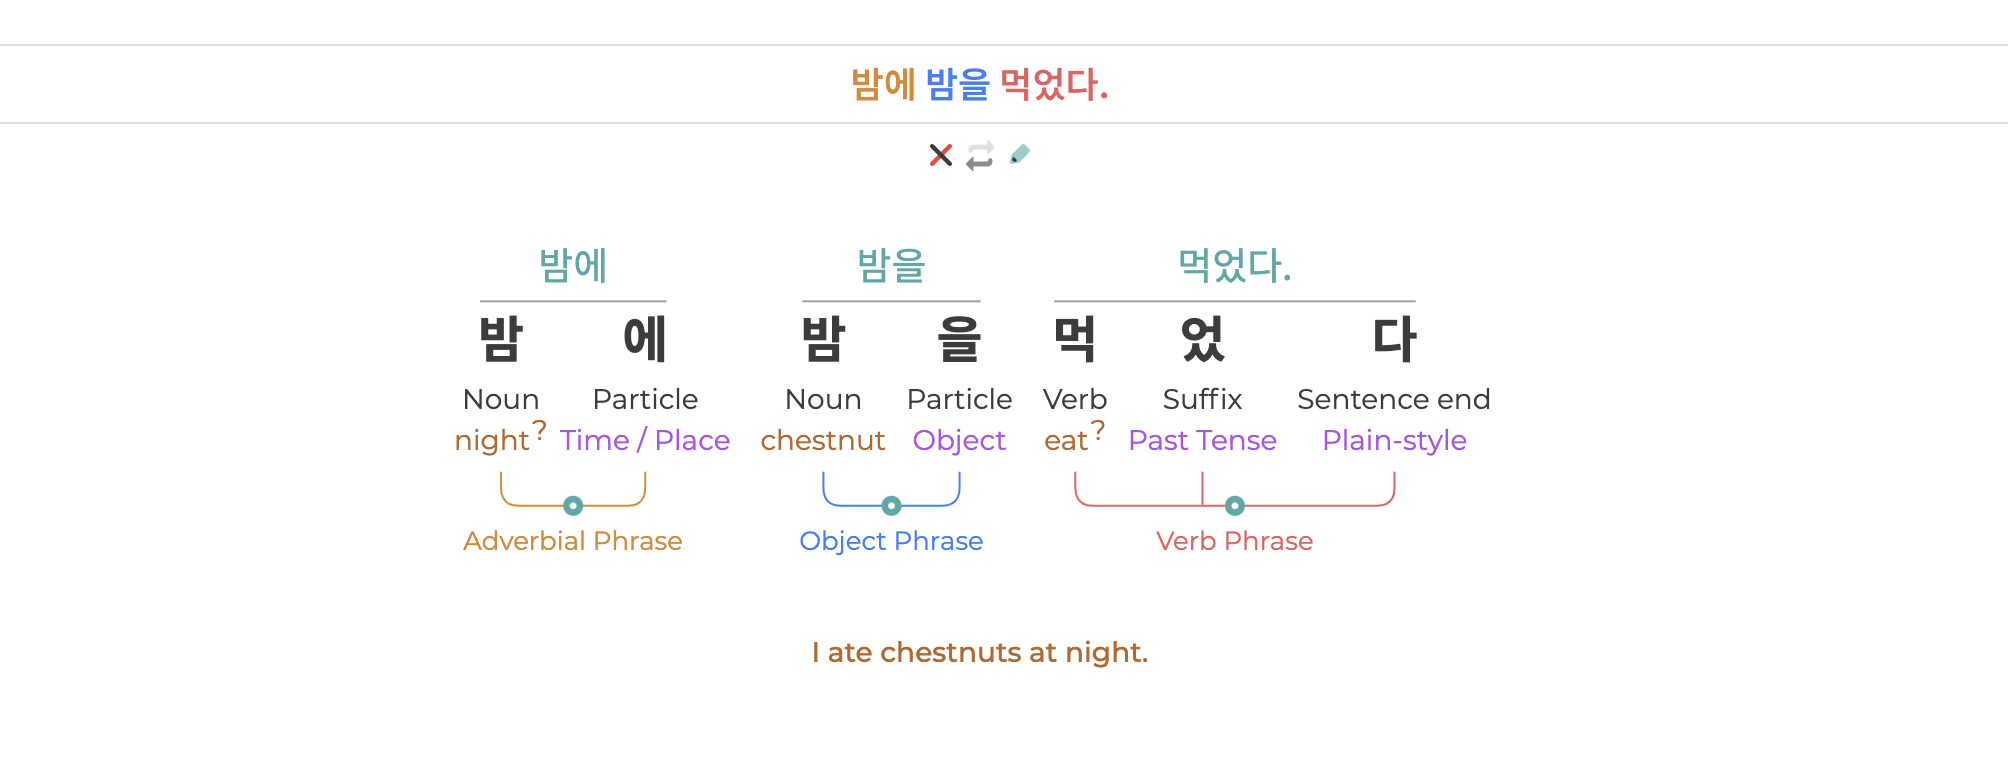 밤에 밤을 먹었다.
밤에 밤을 먹었다.
밤 에 밤 을 먹 었 다
Noun Particle Noun Particle Verb Suffix Sentence end
night? Time / Place chestnut Object eat? Past Tense Plain-style
Adverbial Phrase Object Phrase Verb Phrase
I ate chestnuts at night.